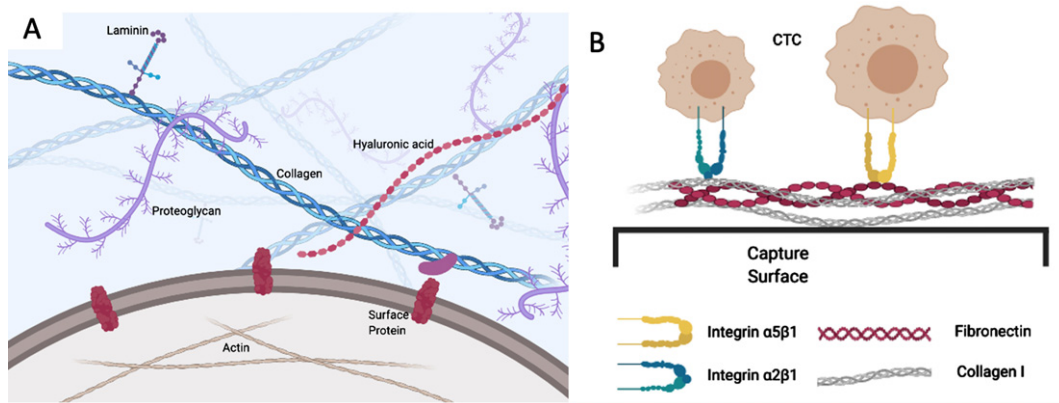 A
Laminin
Hyaluronic acid
Collagen
Proteoglycan
Surface
Protein
Actin
B
CTC
Capture
Surface
Integrin α5β1
Fibronectin
Integrin α2β1
Collagen I